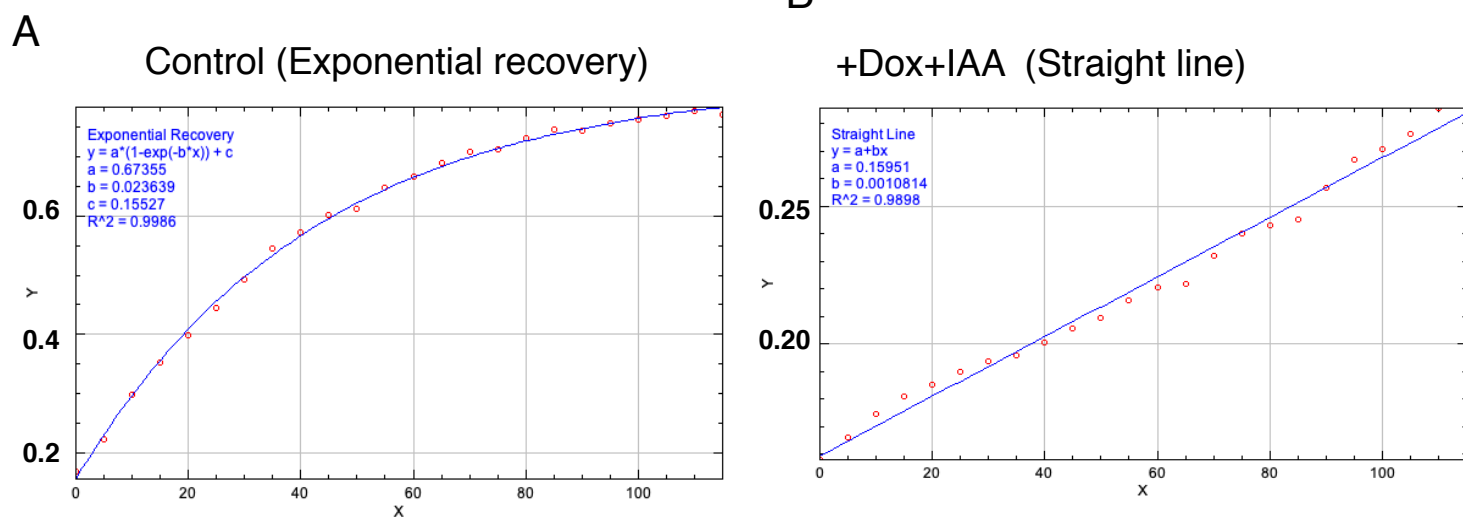 A
B
Control (Exponential recovery)
+Dox+IAA (Straight line)
Exponential Recovery
y = a*(1-exp(-b*x)) + c
a = 0.67355
b = 0.023639
c = 0.15527
R^2 = 0.9986
0.6
0.4
0.2
Y
0 20 40 60 80 100
X
Straight Line
y = a+bx
a = 0.15951
b = 0.0010814
R^2 = 0.9898
0.25
0.20
Y
0 20 40 60 80 100
X